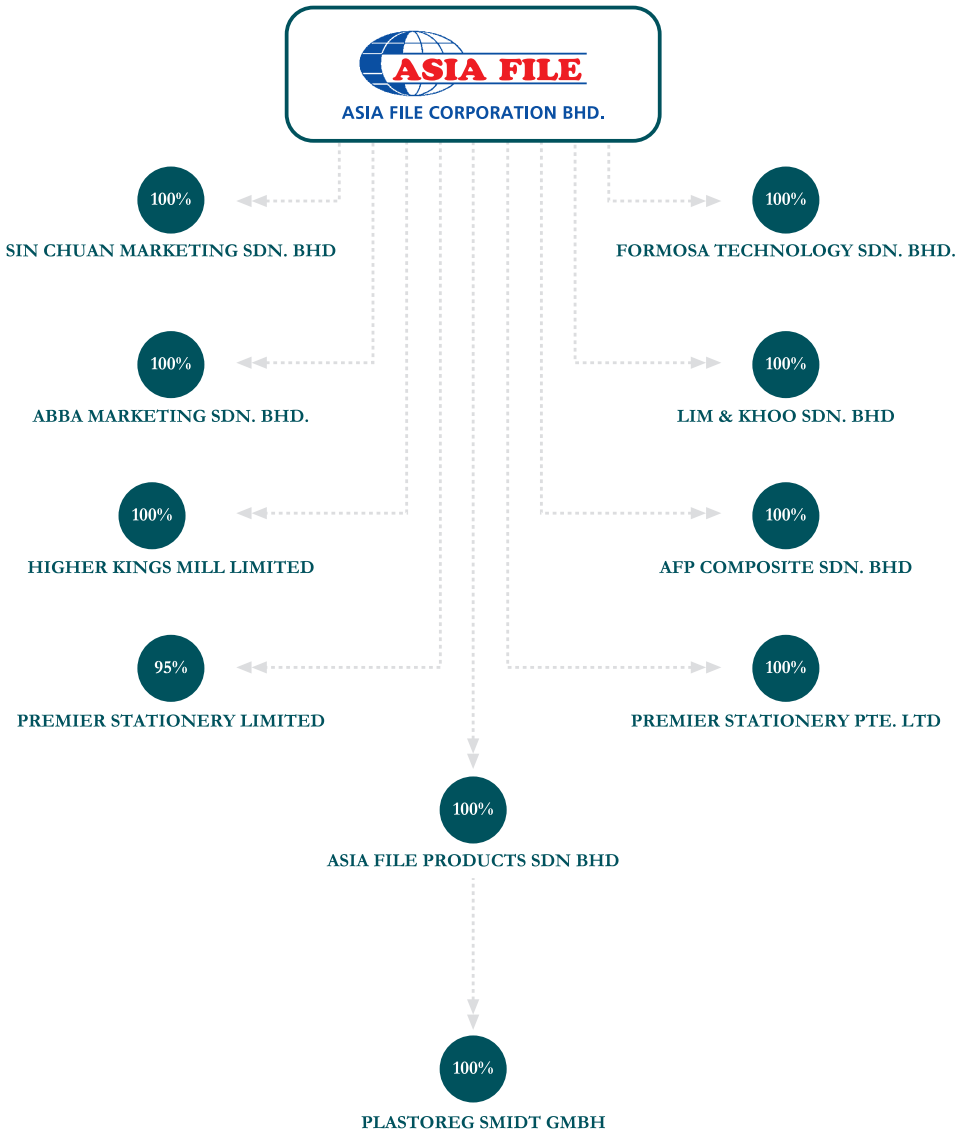 ASIA FILE
ASIA FILE CORPORATION BHD.
100%
SIN CHUAN MARKETING SDN. BHD
100%
FORMOSA TECHNOLOGY SDN. BHD.
100%
ABBA MARKETING SDN. BHD.
100%
LIM & KHOO SDN. BHD
100%
HIGHER KINGS MILL LIMITED
100%
AFP COMPOSITE SDN. BHD
95%
PREMIER STATIONERY LIMITED
100%
PREMIER STATIONERY PTE. LTD
100%
ASIA FILE PRODUCTS SDN BHD
100%
PLASTOREG SMIDT GMBH